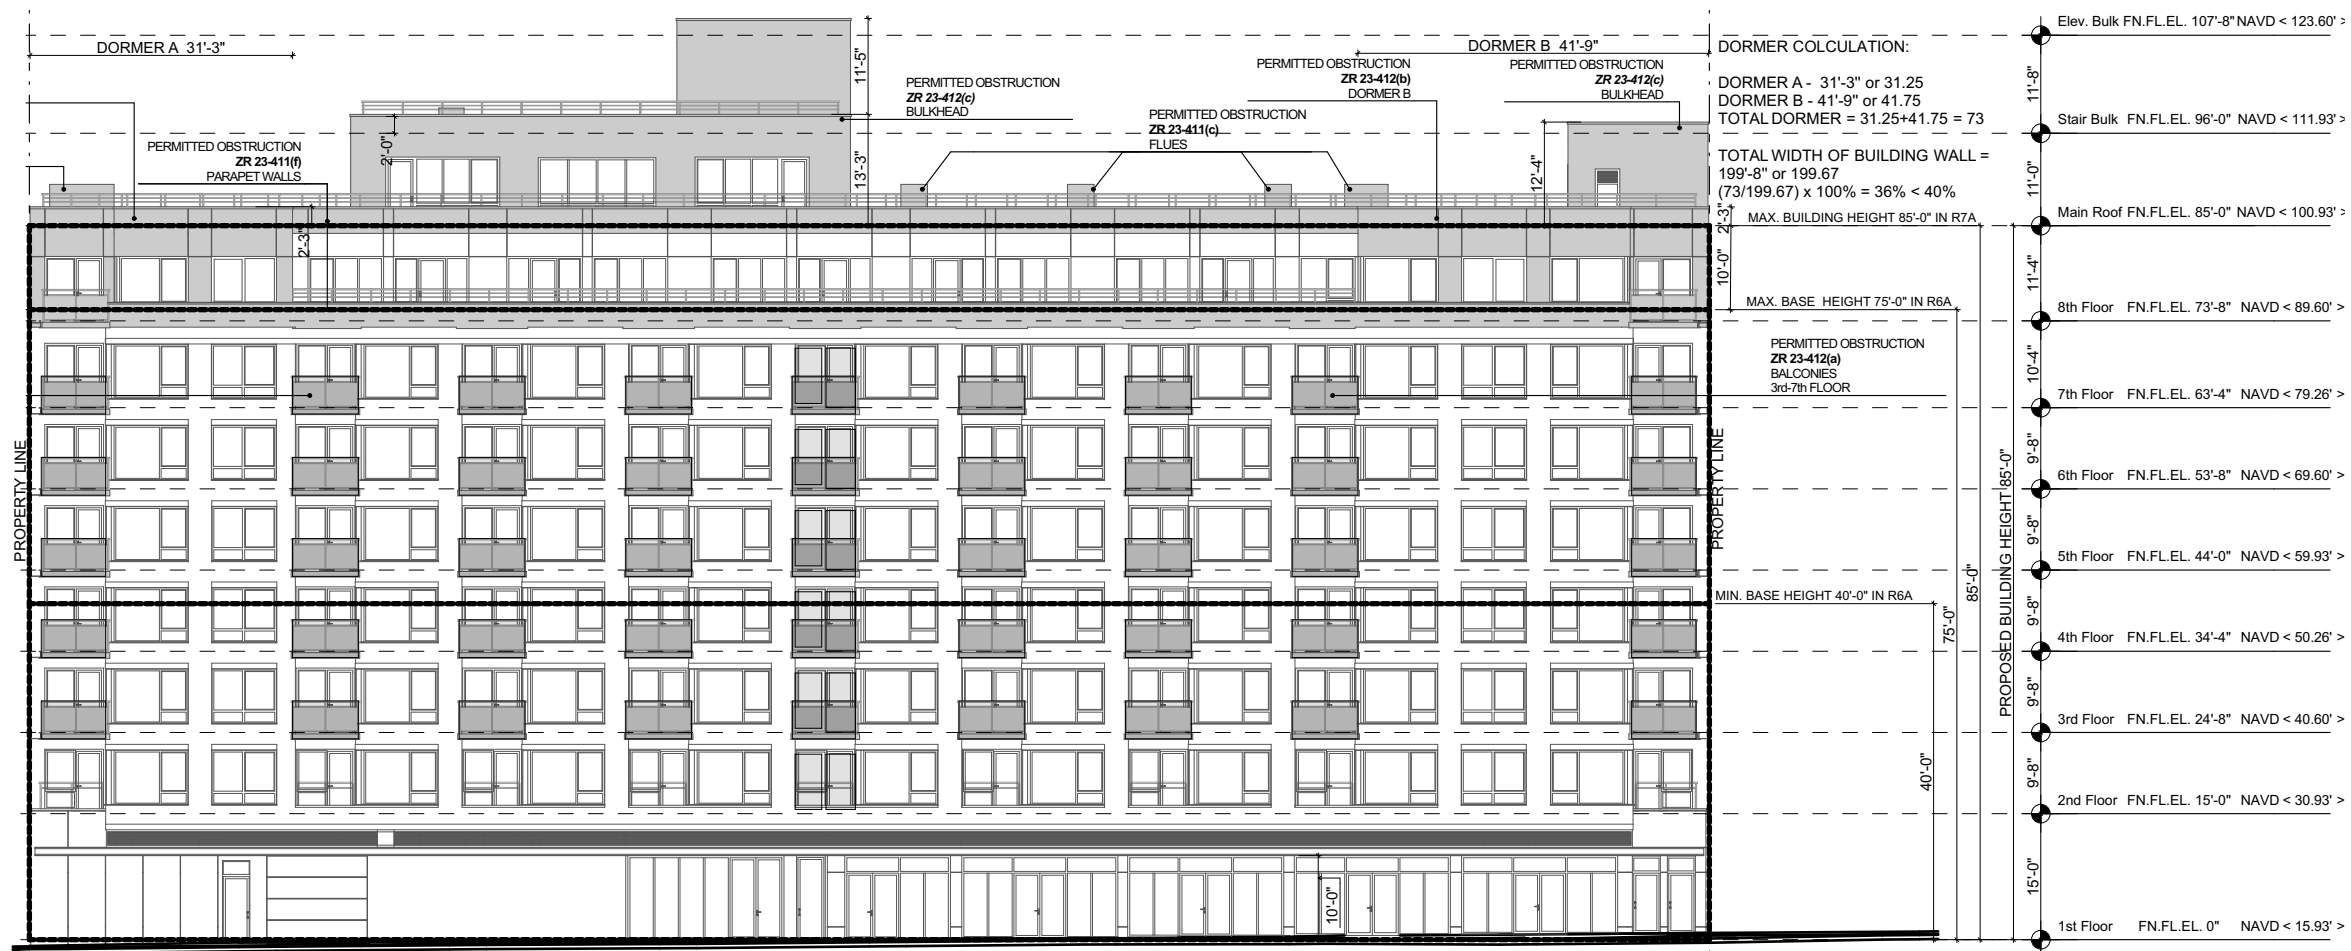 DORMER A 31'-3"
PERMITTED OBSTRUCTION
ZR 23-411(f)
PARAPET WALLS
2'-0"
2'-3"
11'-5"
13'-3"
PERMITTED OBSTRUCTION
ZR 23-412(c)
BULKHEAD
PERMITTED OBSTRUCTION
ZR 23-411(c)
FLUES
DORMER B 41'-9"
PERMITTED OBSTRUCTION
ZR 23-412(b)
DORMER B
PERMITTED OBSTRUCTION
ZR 23-412(c)
BULKHEAD
12'-4"
DORMER COLCULATION:
DORMER A - 31'-3" or 31.25
DORMER B - 41'-9" or 41.75
TOTAL DORMER = 31.25+41.75 = 73
TOTAL WIDTH OF BUILDING WALL =
199'-8" or 199.67
(73/199.67) x 100% = 36% < 40%
2'-3"
MAX. BUILDING HEIGHT 85'-0" IN R7A
10'-0"
MAX. BASE HEIGHT 75'-0" IN R6A
PERMITTED OBSTRUCTION
ZR 23-412(a)
BALCONIES
3rd-7th FLOOR
PROPERTY LINE
PROPERTY LINE
MIN. BASE HEIGHT 40'-0" IN R6A
40'-0"
75'-0"
85'-0"
PROPOSED BUILDING HEIGHT 85'-0"
10'-0"
Elev. Bulk FN.FL.EL. 107'-8" NAVD < 123.60' >
11'-8"
Stair Bulk FN.FL.EL. 96'-0" NAVD < 111.93' >
11'-0"
Main Roof FN.FL.EL. 85'-0" NAVD < 100.93' >
11'-4"
8th Floor FN.FL.EL. 73'-8" NAVD < 89.60' >
10'-4"
7th Floor FN.FL.EL. 63'-4" NAVD < 79.26' >
9'-8"
6th Floor FN.FL.EL. 53'-8" NAVD < 69.60' >
9'-8"
5th Floor FN.FL.EL. 44'-0" NAVD < 59.93' >
9'-8"
4th Floor FN.FL.EL. 34'-4" NAVD < 50.26' >
9'-8"
3rd Floor FN.FL.EL. 24'-8" NAVD < 40.60' >
9'-8"
2nd Floor FN.FL.EL. 15'-0" NAVD < 30.93' >
15'-0"
1st Floor FN.FL.EL. 0" NAVD < 15.93' >